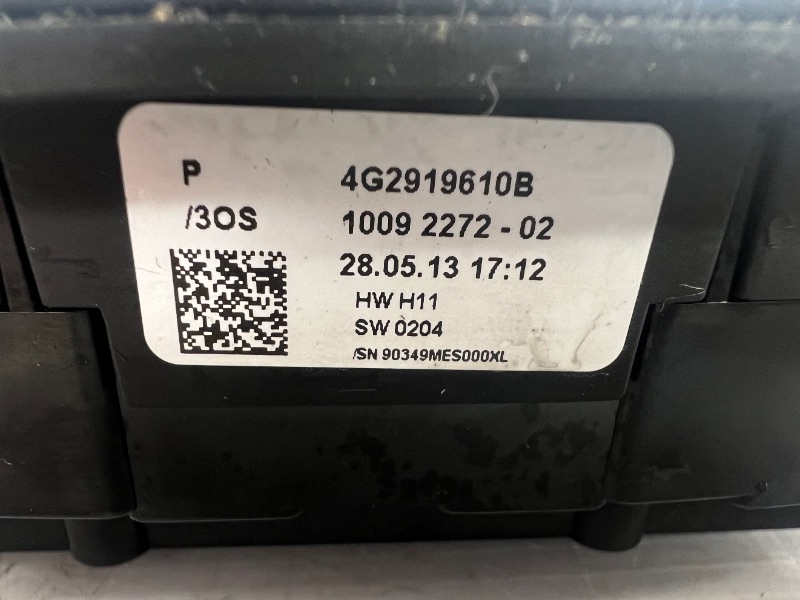 P 4G2919610B
/3OS 1009 2272 - 02
28.05.13 17:12
HW H11
SW 0204
/SN 90349MES000XL